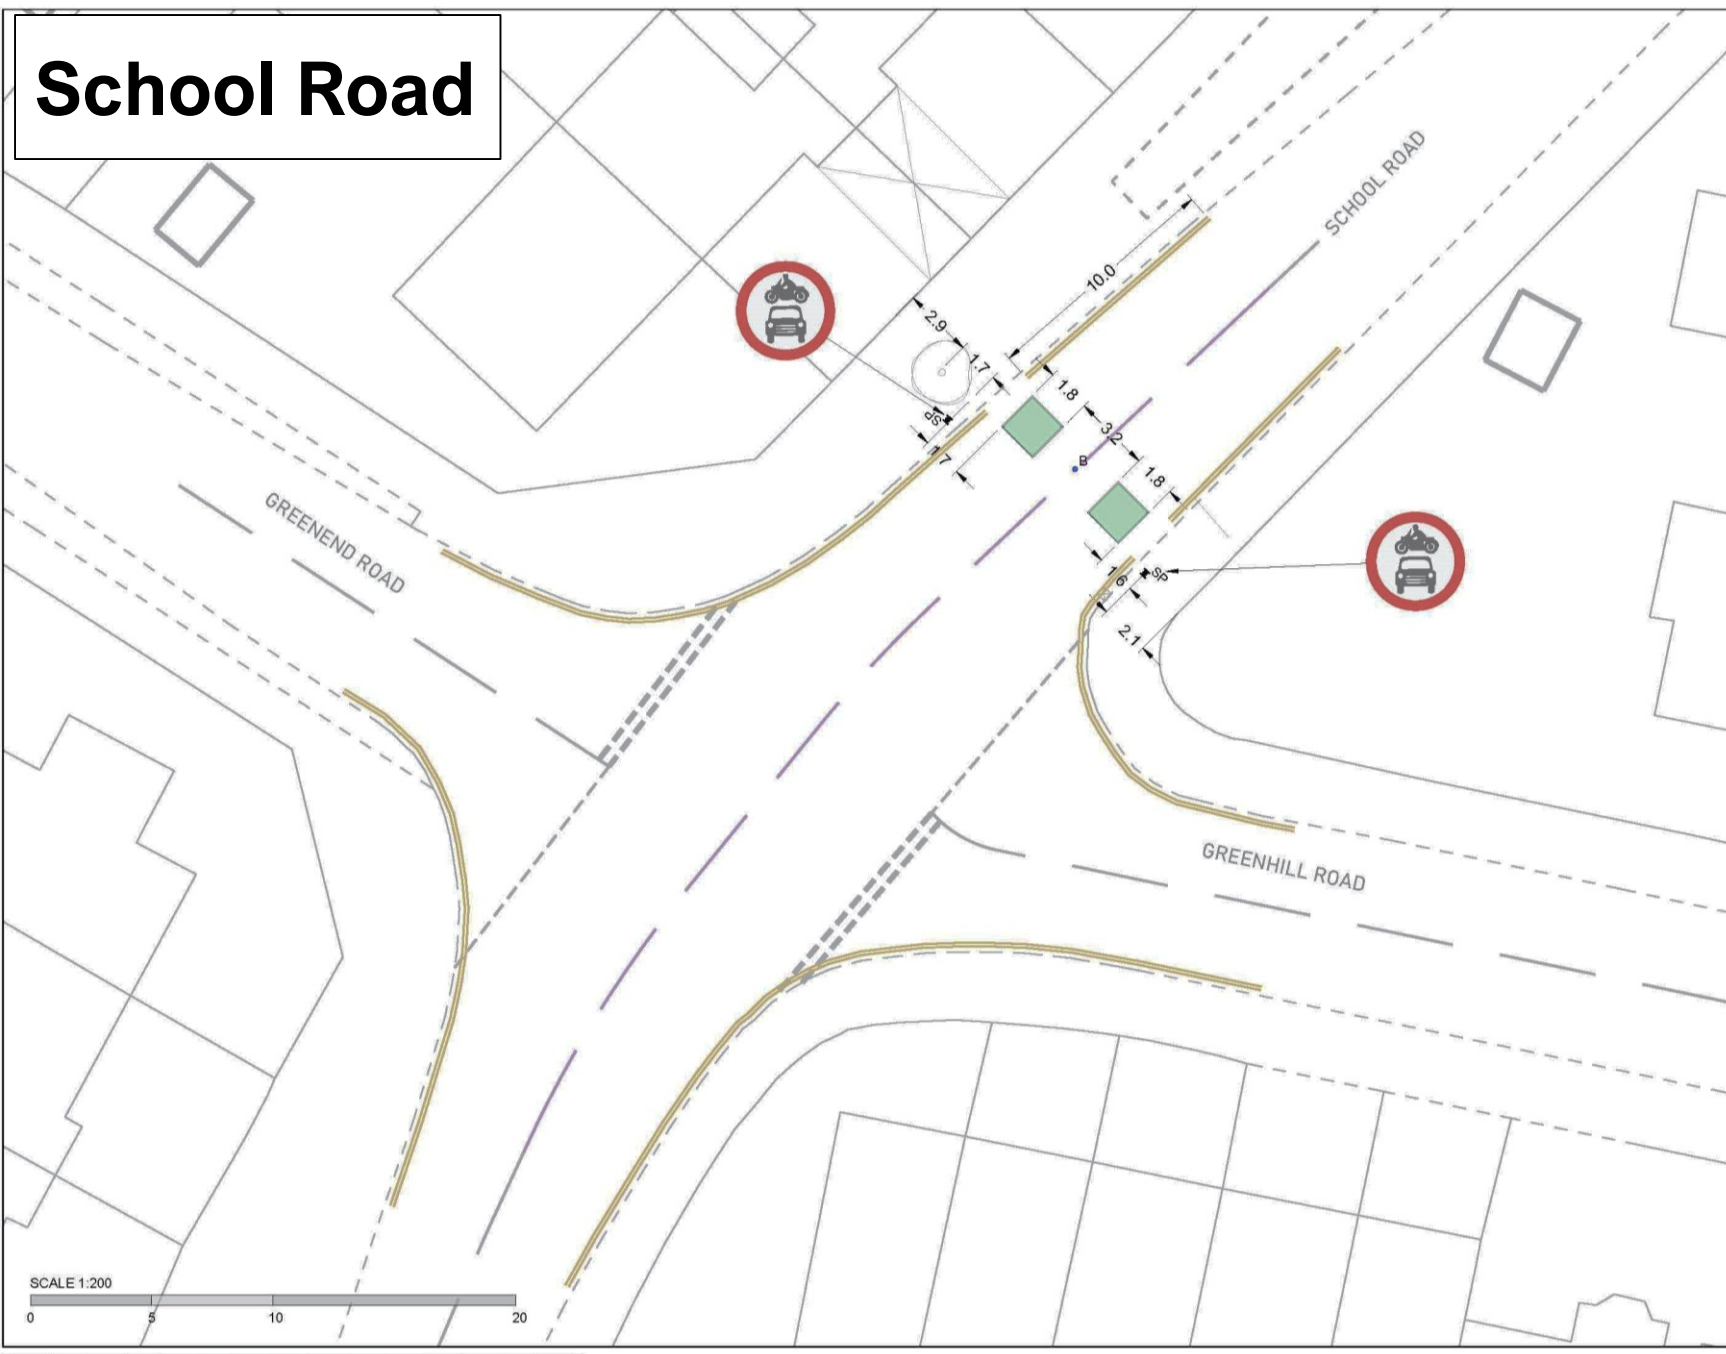 School Road
SCHOOL ROAD
10.0
2.9
1.7
1.8
SP
3.2
1.7
B
1.8
GREENEND ROAD
1.6
SP
2.1
GREENHILL ROAD
SCALE 1:200
0 5 10 20